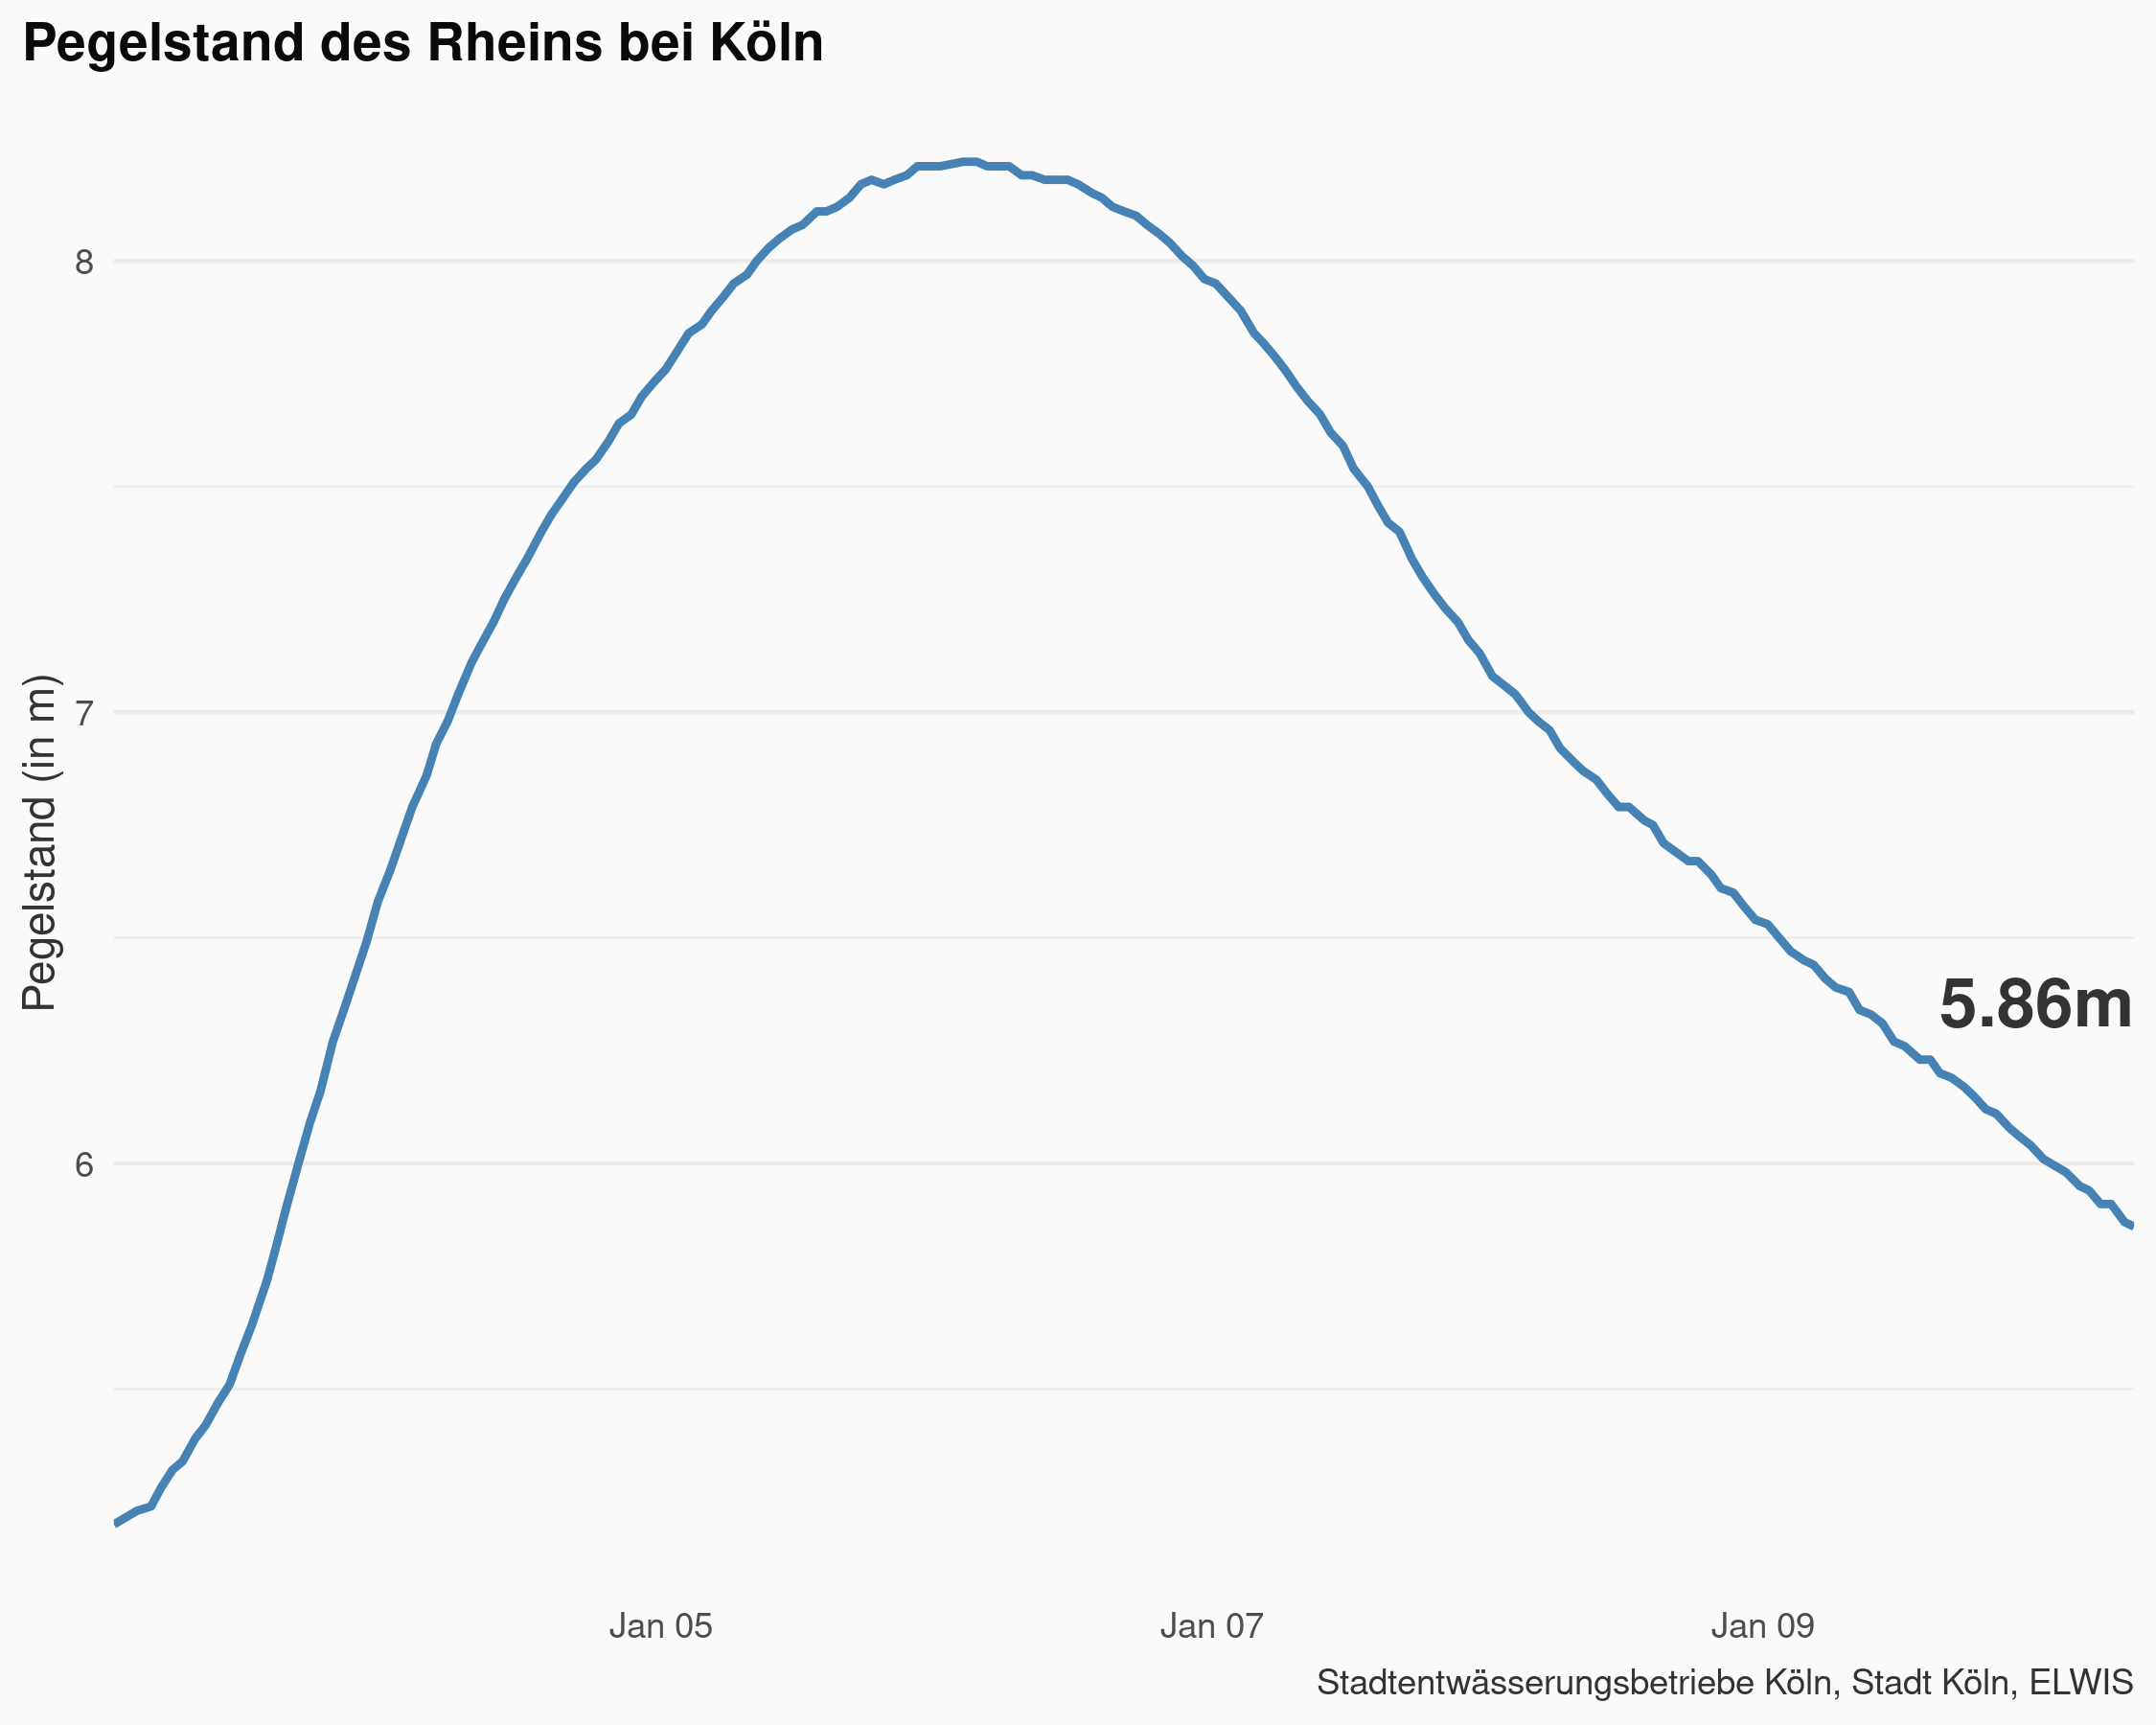 Pegelstand des Rheins bei Köln
Pegelstand (in m)
8
7
6
5.86m
Jan 05
Jan 07
Jan 09
Stadtentwässerungsbetriebe Köln, Stadt Köln, ELWIS